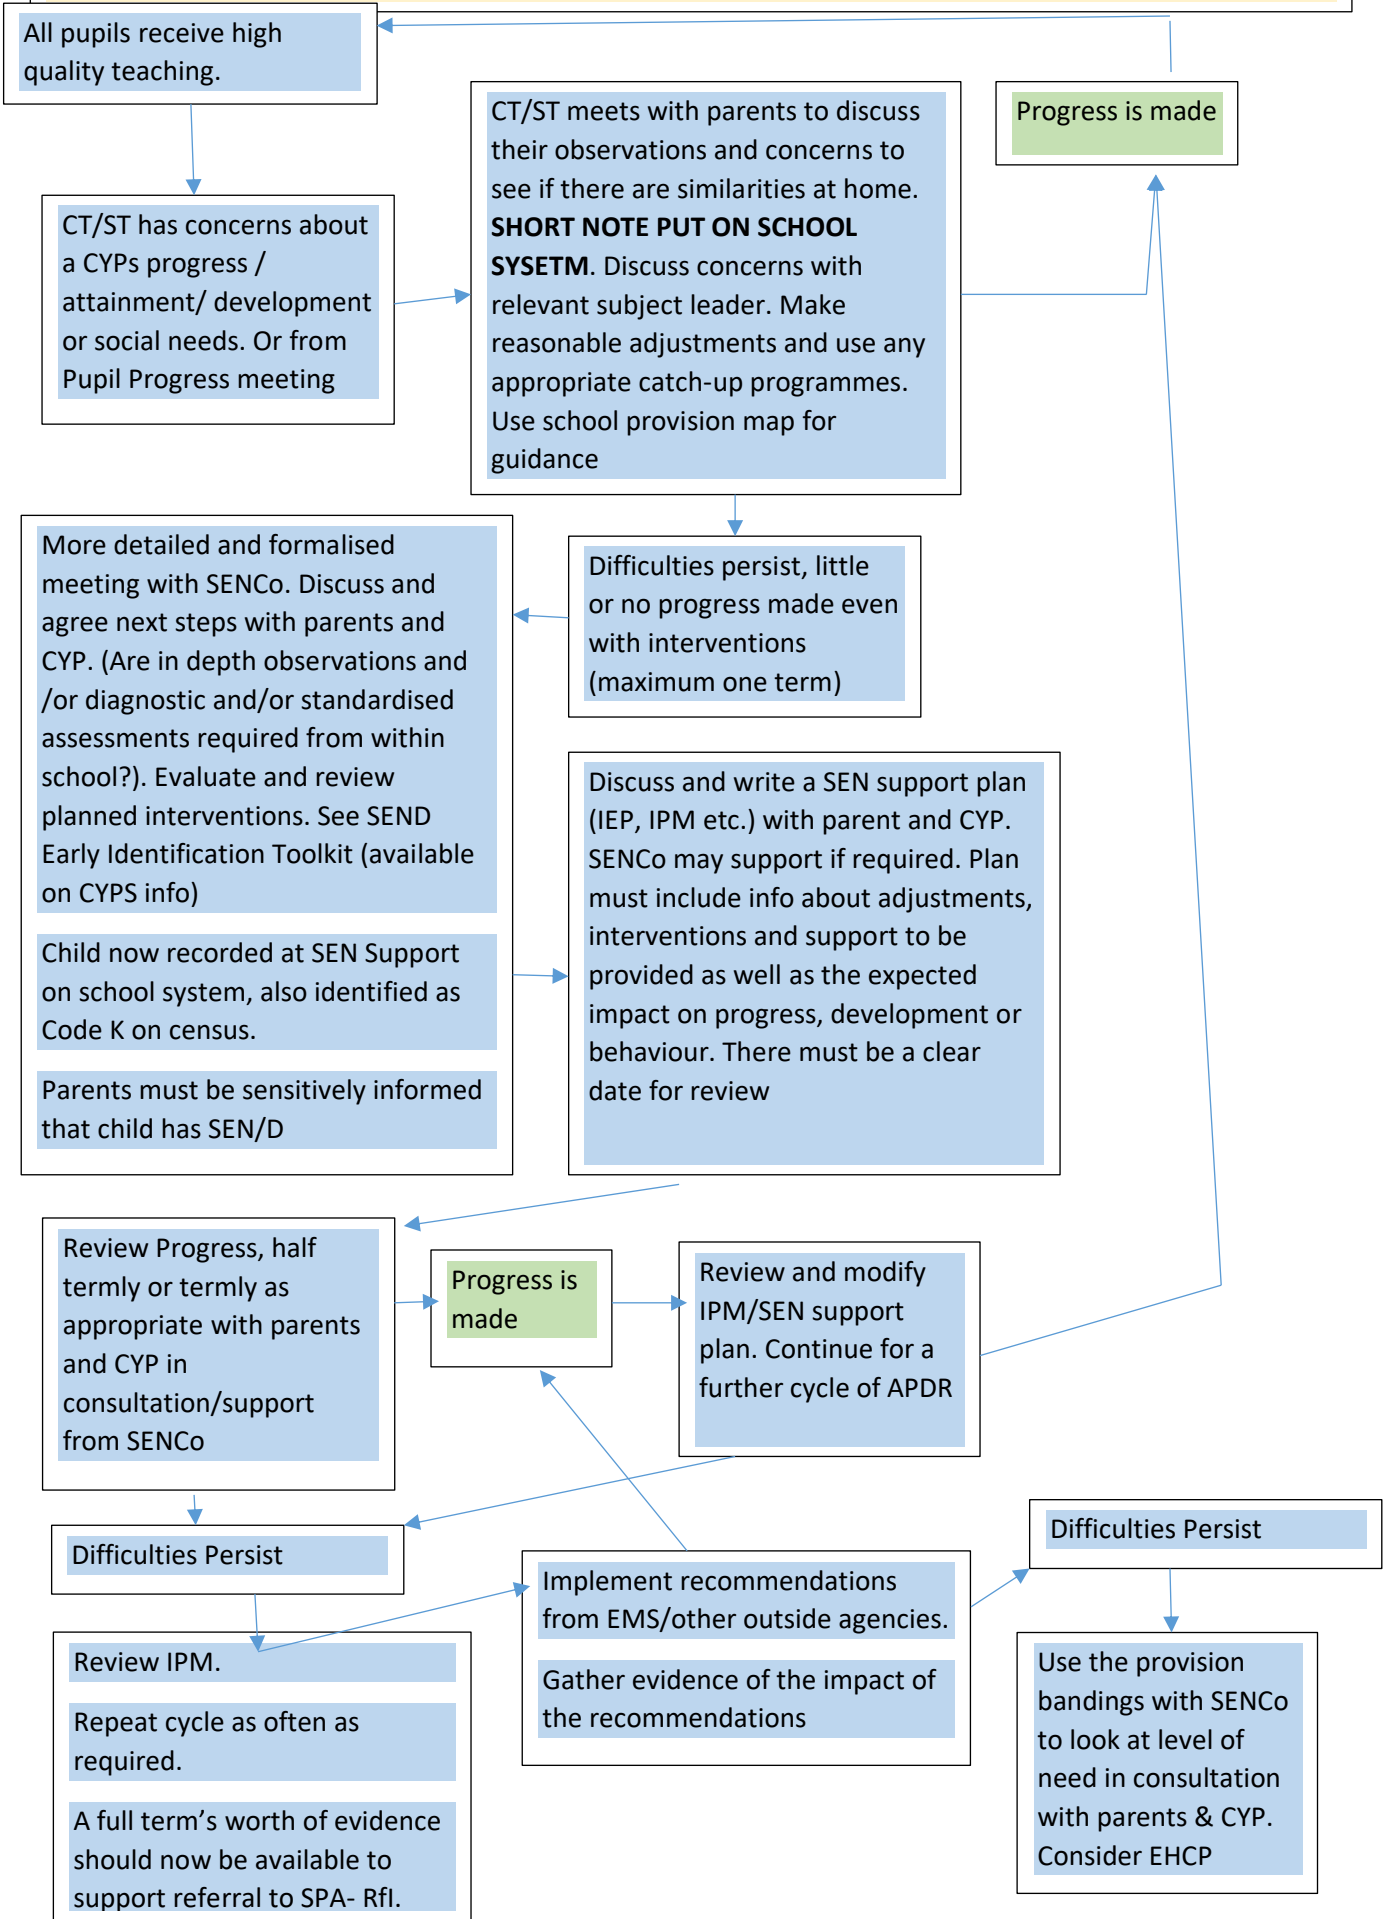 All pupils receive high
quality teaching.
Progress is made
CT/ST has concerns about
a CYPs progress /
attainment/ development
or social needs. Or from
Pupil Progress meeting
CT/ST meets with parents to discuss
their observations and concerns to
see if there are similarities at home.
SHORT NOTE PUT ON SCHOOL
SYSETM. Discuss concerns with
relevant subject leader. Make
reasonable adjustments and use any
appropriate catch-up programmes.
Use school provision map for
guidance
Difficulties persist, little
or no progress made even
with interventions
(maximum one term)
More detailed and formalised
meeting with SENCo. Discuss and
agree next steps with parents and
CYP. (Are in depth observations and
/or diagnostic and/or standardised
assessments required from within
school?). Evaluate and review
planned interventions. See SEND
Early Identification Toolkit (available
on CYPS info)
Child now recorded at SEN Support
on school system, also identified as
Code K on census.
Parents must be sensitively informed
that child has SEN/D
Discuss and write a SEN support plan
(IEP, IPM etc.) with parent and CYP.
SENCo may support if required. Plan
must include info about adjustments,
interventions and support to be
provided as well as the expected
impact on progress, development or
behaviour. There must be a clear
date for review
Review Progress, half
termly or termly as
appropriate with parents
and CYP in
consultation/support
from SENCo
Progress is
made
Review and modify
IPM/SEN support
plan. Continue for a
further cycle of APDR
Difficulties Persist
Review IPM.
Repeat cycle as often as
required.
A full term’s worth of evidence
should now be available to
support referral to SPA- RfI.
Implement recommendations
from EMS/other outside agencies.
Gather evidence of the impact of
the recommendations
Difficulties Persist
Use the provision
bandings with SENCo
to look at level of
need in consultation
with parents & CYP.
Consider EHCP